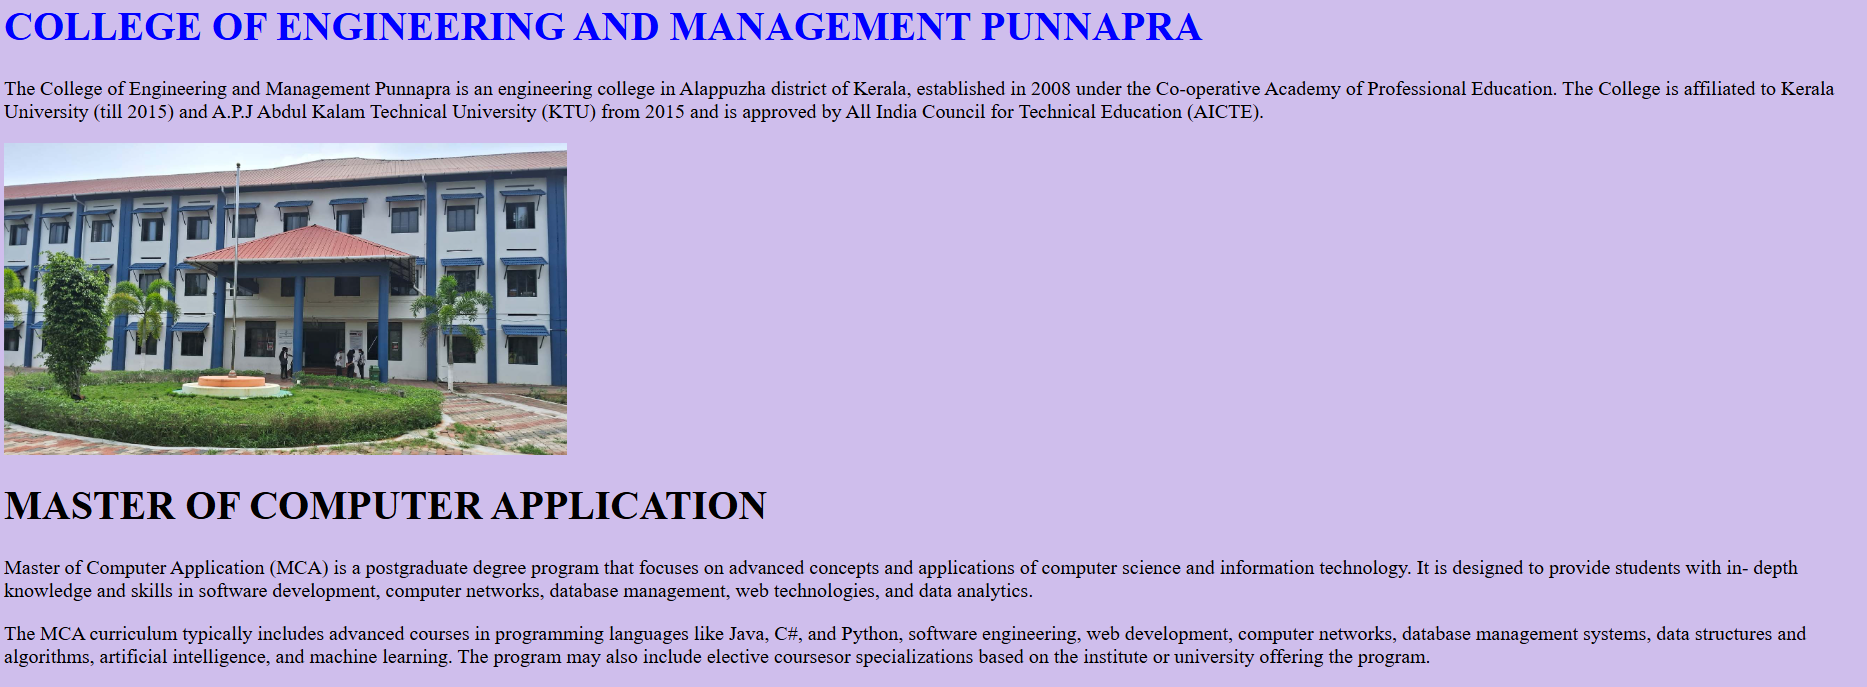 COLLEGE OF ENGINEERING AND MANAGEMENT PUNNAPRA
The College of Engineering and Management Punnapra is an engineering college in Alappuzha district of Kerala, established in 2008 under the Co-operative Academy of Professional Education. The College is affiliated to Kerala
University (till 2015) and A.P.J Abdul Kalam Technical University (KTU) from 2015 and is approved by All India Council for Technical Education (AICTE).
MASTER OF COMPUTER APPLICATION
Master of Computer Application (MCA) is a postgraduate degree program that focuses on advanced concepts and applications of computer science and information technology. It is designed to provide students with in- depth
knowledge and skills in software development, computer networks, database management, web technologies, and data analytics.
The MCA curriculum typically includes advanced courses in programming languages like Java, C#, and Python, software engineering, web development, computer networks, database management systems, data structures and
algorithms, artificial intelligence, and machine learning. The program may also include elective coursesor specializations based on the institute or university offering the program.